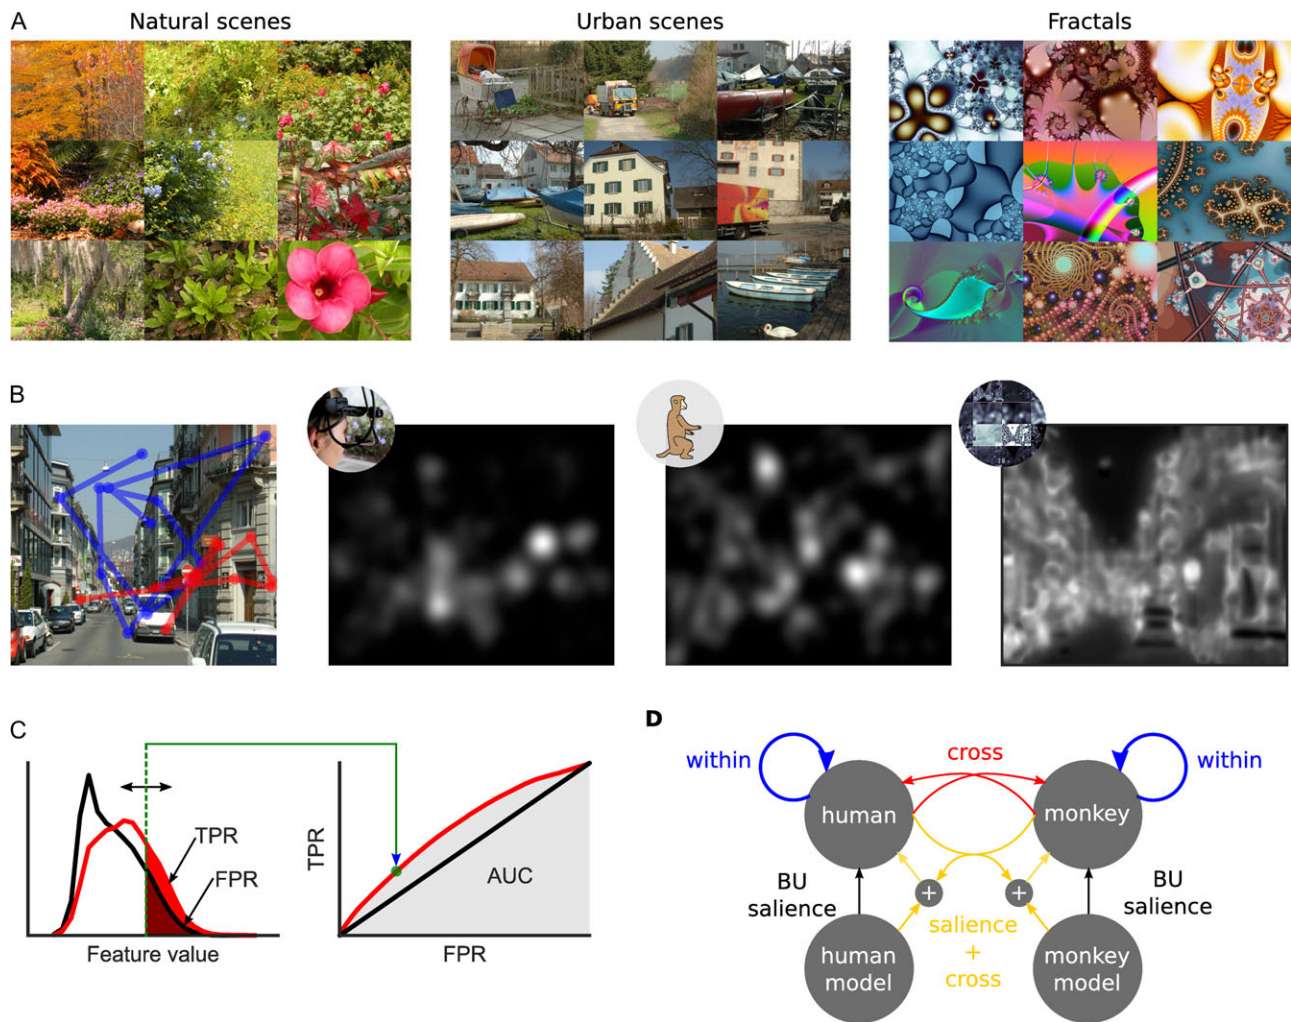 A
Natural scenes
Urban scenes
Fractals
B
C
TPR
FPR
Feature value
TPR
AUC
FPR
D
within
cross
within
human
monkey
BU
salience
+
+
BU
salience
salience
+
cross
human
model
monkey
model